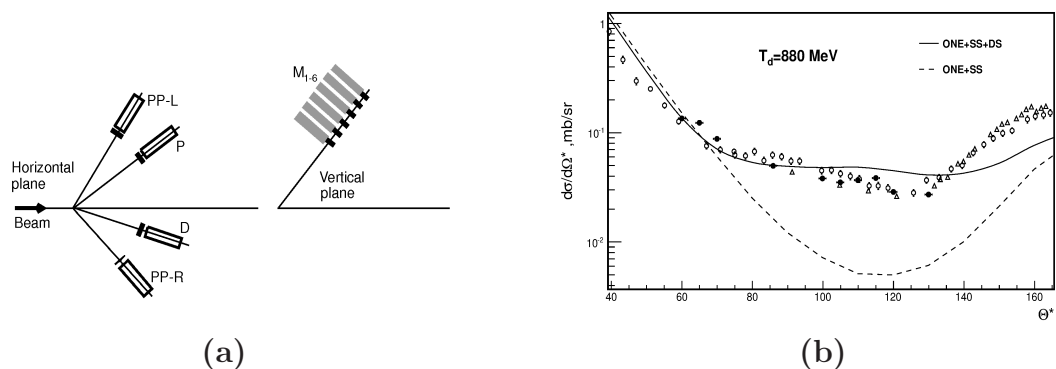 PP-L
P
Horizontal
plane
Beam
D
PP-R
M1-6
Vertical
plane
(a)
dσ/dΩ* ,mb/sr
1
10-1
10-2
Td=880 MeV
ONE+SS+DS
ONE+SS
40 60 80 100 120 140 160
Θ*
(b)